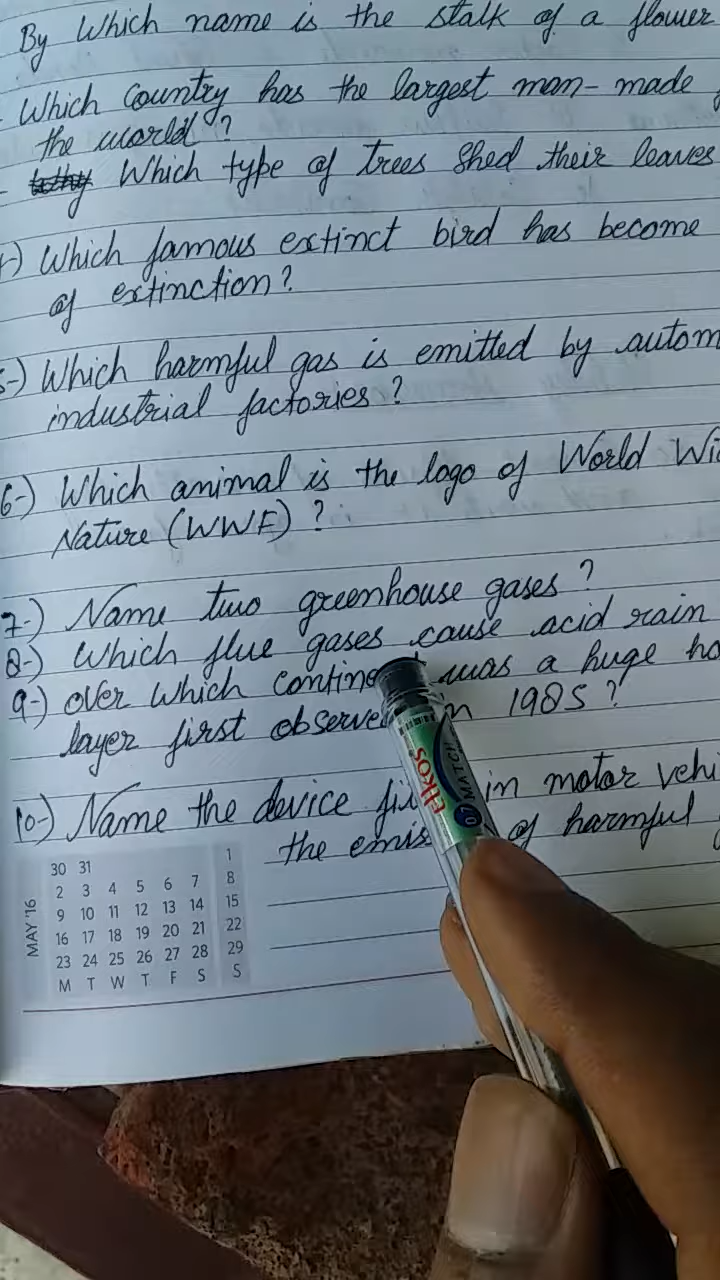 By Which name is the stalk of a flower
Which Country has the largest man-made
the world?
Which type of trees shed their leaves
) Which famous extinct bird has become
of extinction?
5-) Which harmful gas is emitted by autom
industrial factories?
6-) Which animal is the logo of World Wi
Nature (WWF) ?
7-) Name two greenhouse gases ?
8-) Which flue gases cause acid rain
9-) over which continent was a huge ho
layer first observed in 1985 ?
10-) Name the device fi in motor vehi
the emis of harmful
MAY '16
30 31 1
2 3 4 5 6 7 8
9 10 11 12 13 14 15
16 17 18 19 20 21 22
23 24 25 26 27 28 29
M T W T F S S
elkos
MATCH